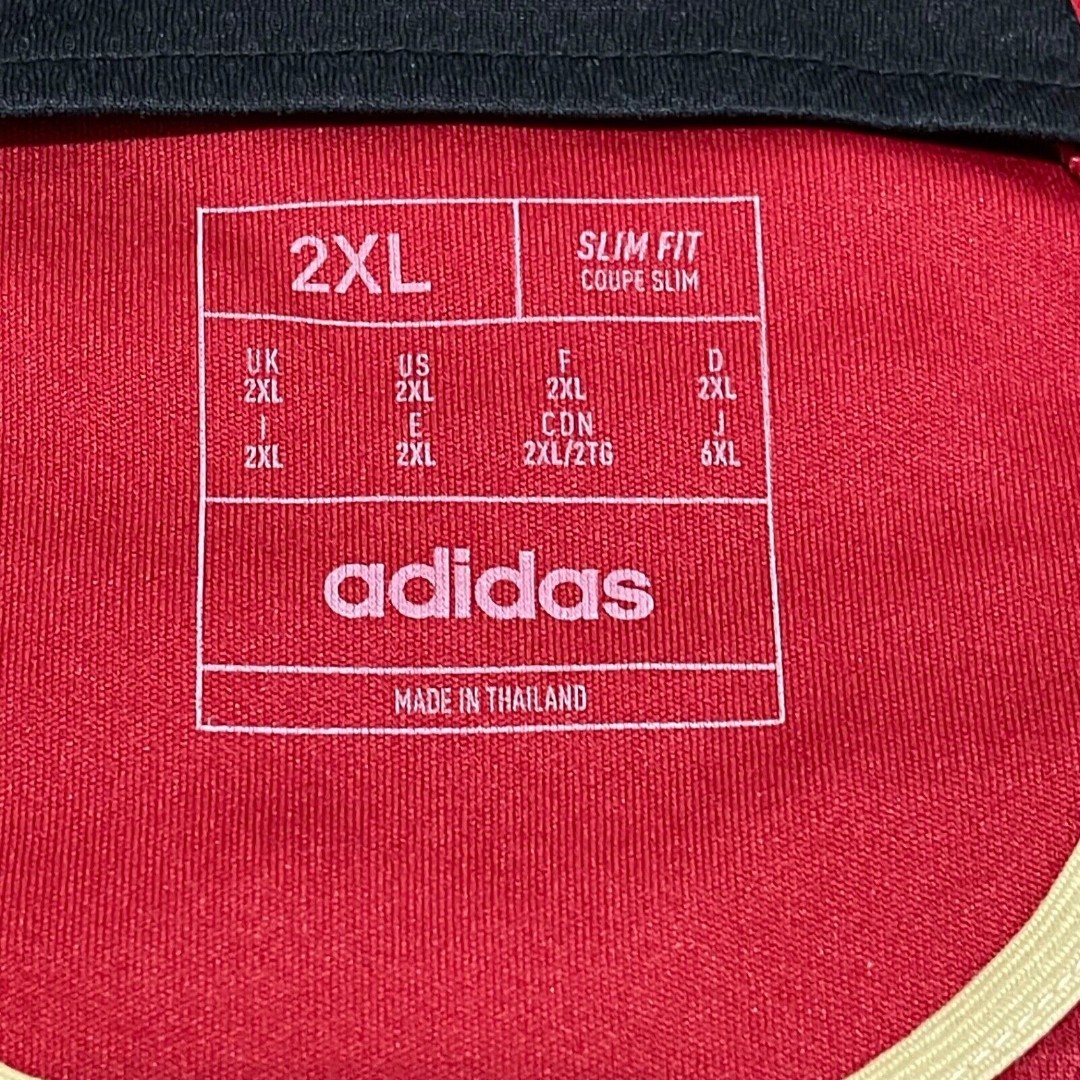 2XL
SLIM FIT
COUPE SLIM
UK US F D
2XL 2XL 2XL 2XL
I E CDN J
2XL 2XL 2XL/2TG 6XL
adidas
MADE IN THAILAND